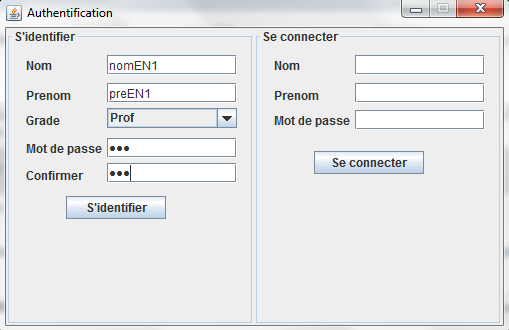 Authentification
S'identifier
Nom nomEN1
Prenom preEN1
Grade Prof
Mot de passe •••
Confirmer •••
S'identifier
Se connecter
Nom
Prenom
Mot de passe
Se connecter